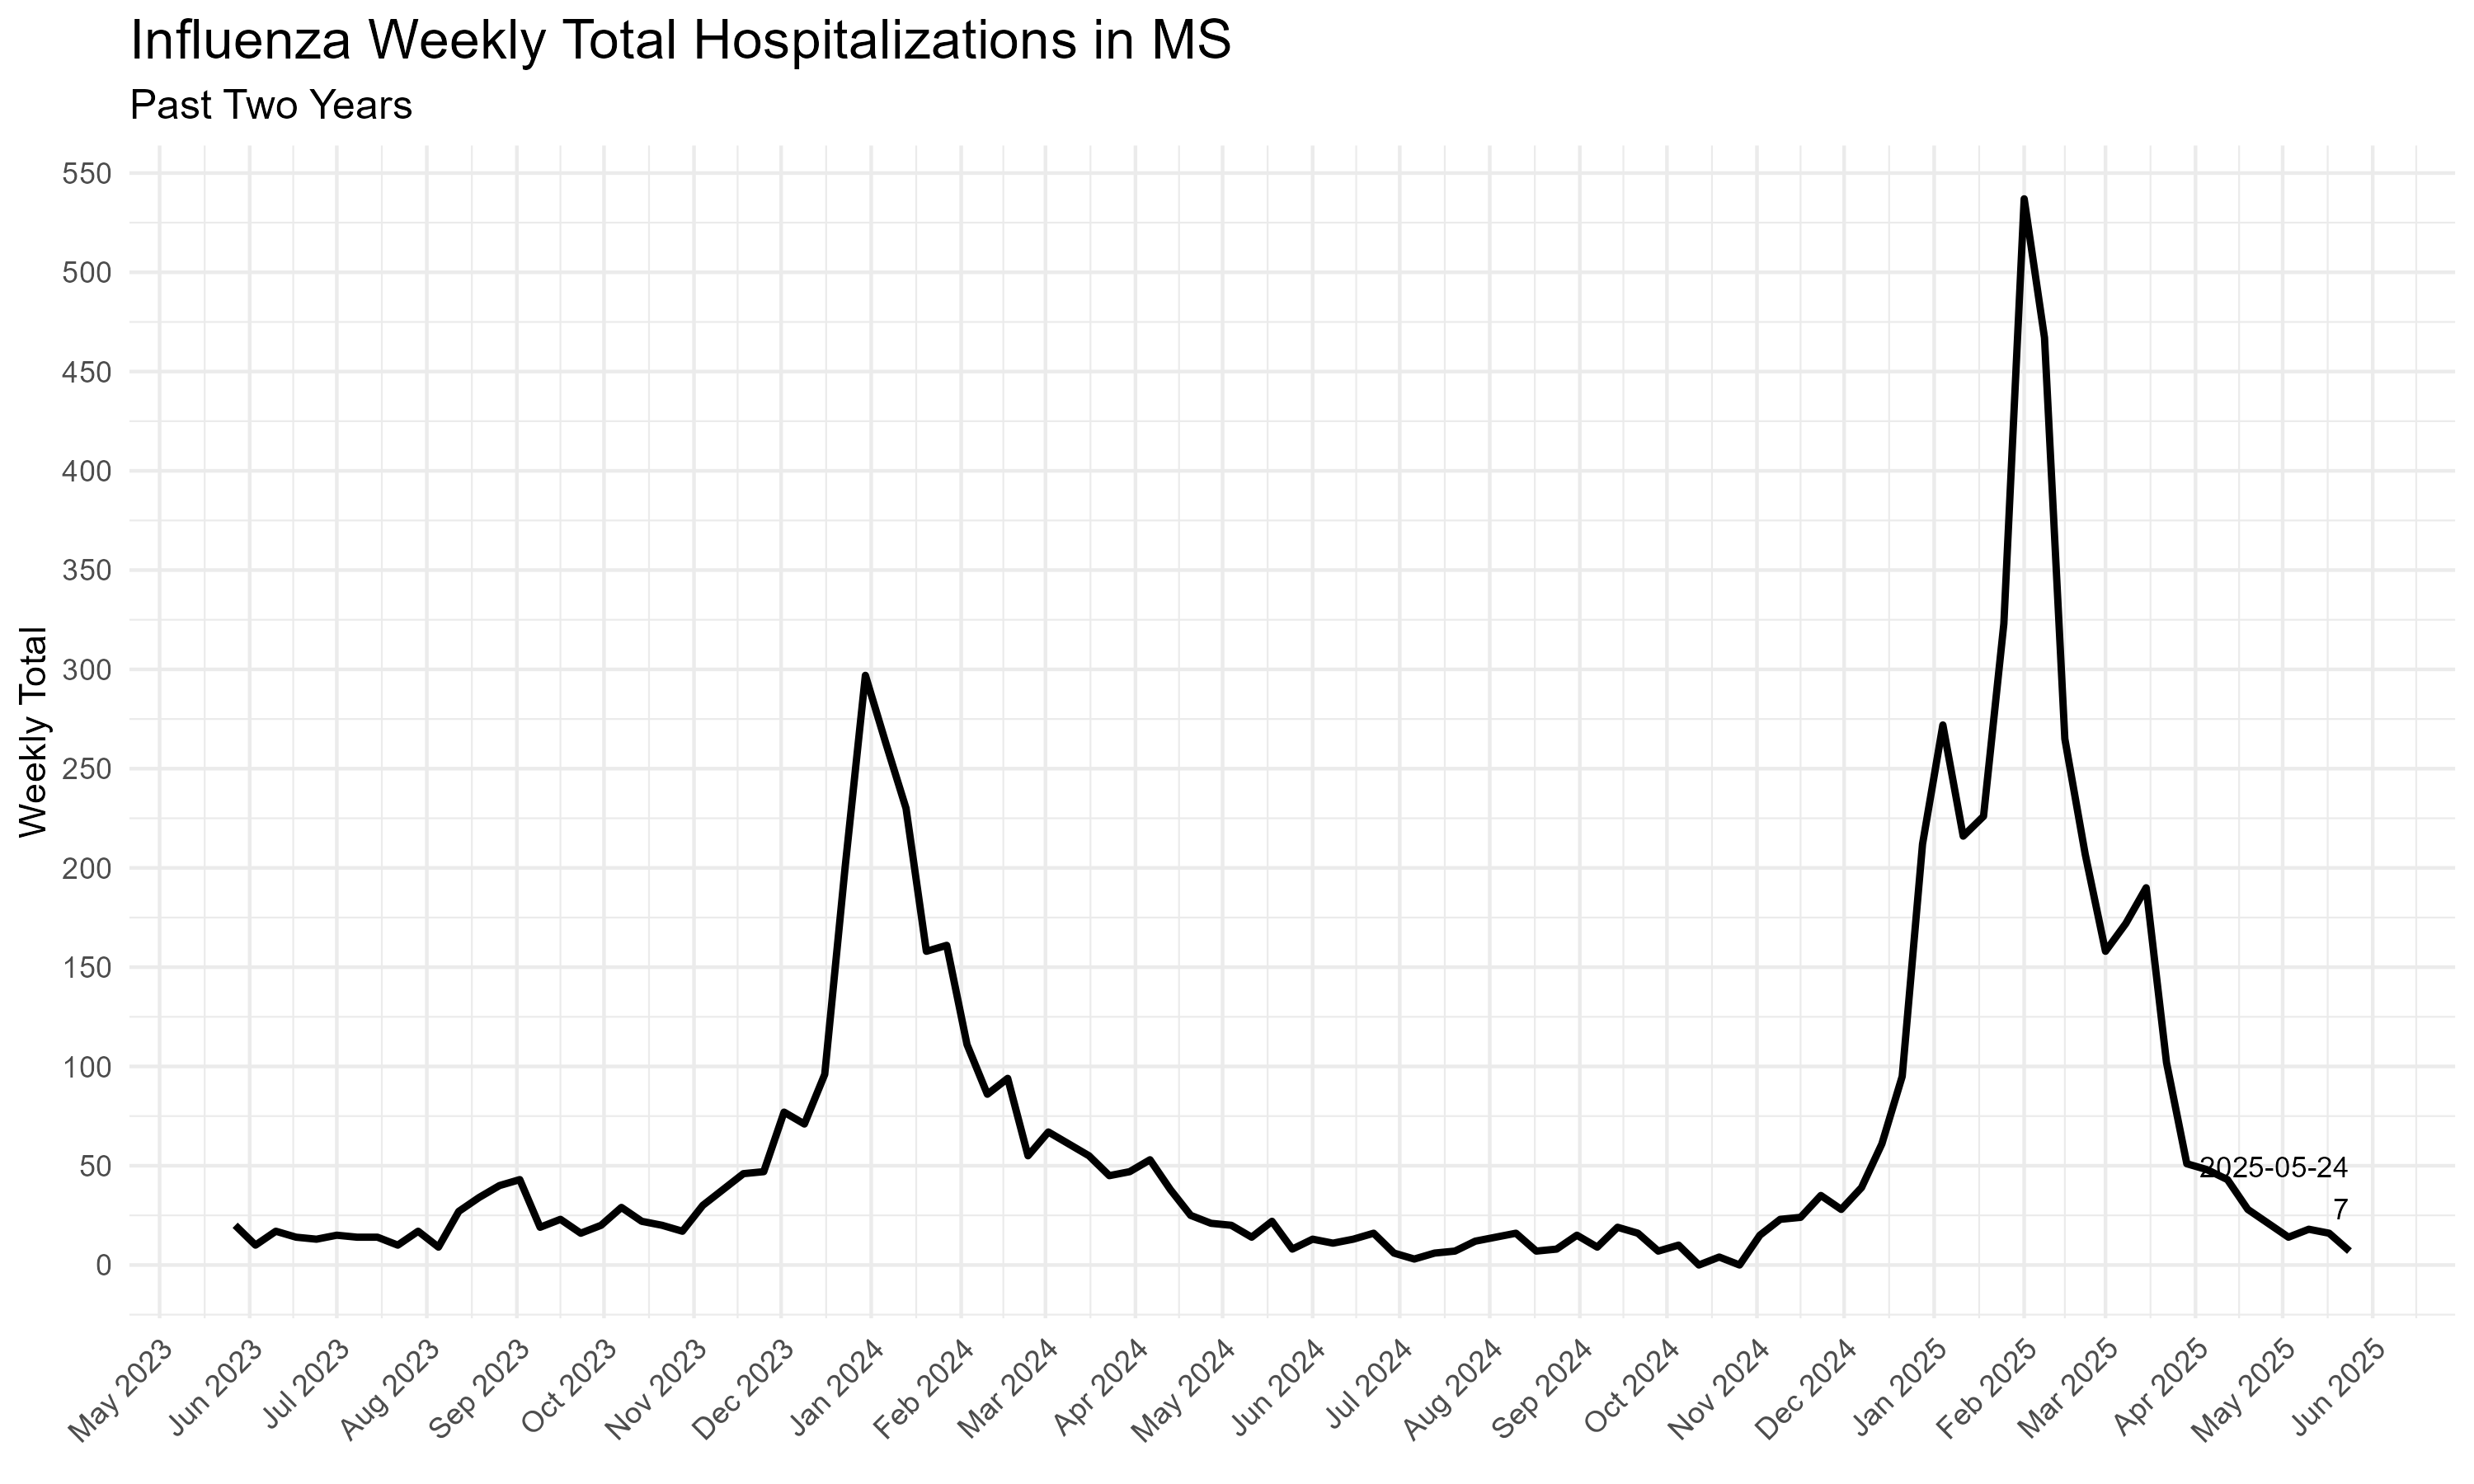 Influenza Weekly Total Hospitalizations in MS
Past Two Years
Weekly Total
550
500
450
400
350
300
250
200
150
100
50
0
2025-05-24
7
May 2023
Jun 2023
Jul 2023
Aug 2023
Sep 2023
Oct 2023
Nov 2023
Dec 2023
Jan 2024
Feb 2024
Mar 2024
Apr 2024
May 2024
Jun 2024
Jul 2024
Aug 2024
Sep 2024
Oct 2024
Nov 2024
Dec 2024
Jan 2025
Feb 2025
Mar 2025
Apr 2025
May 2025
Jun 2025